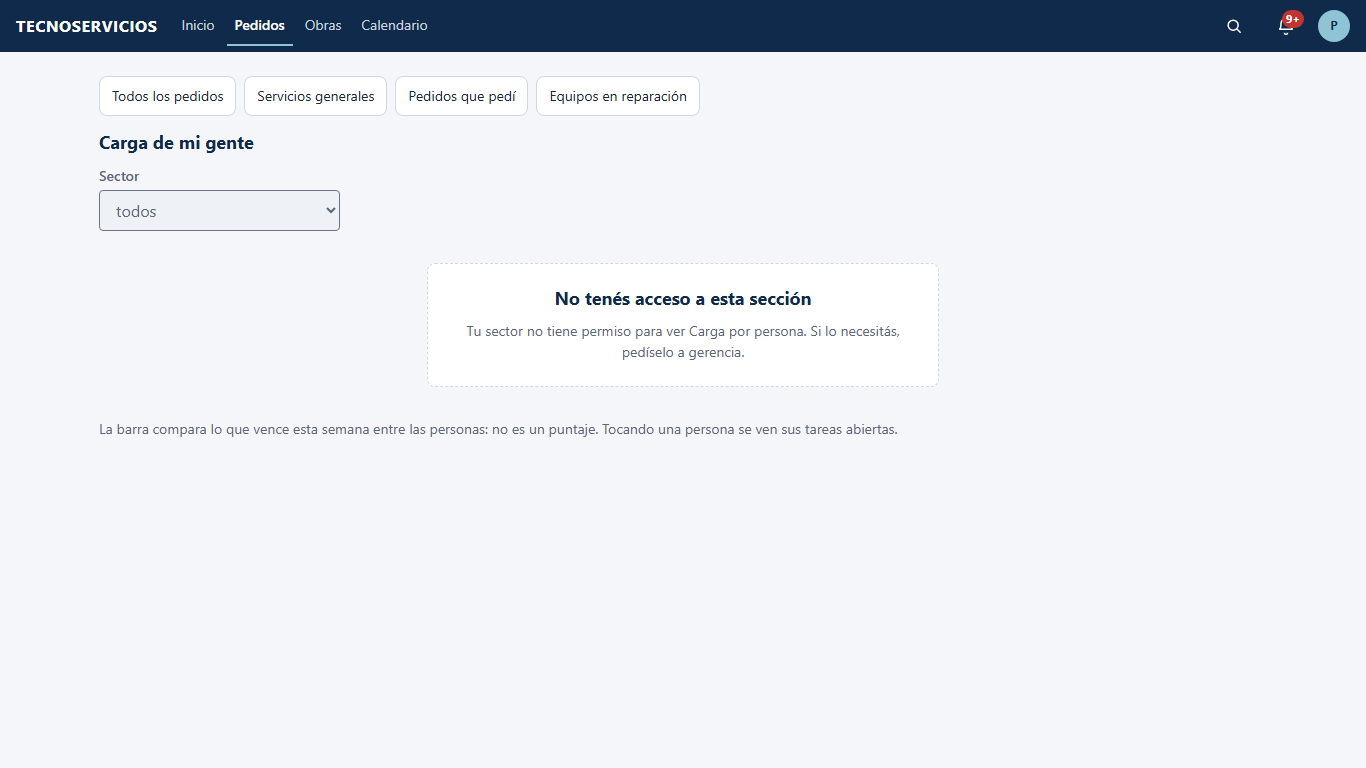 TECNOSERVICIOS Inicio Pedidos Obras Calendario 9+ P
Todos los pedidos Servicios generales Pedidos que pedí Equipos en reparación
Carga de mi gente
Sector
todos
No tenés acceso a esta sección
Tu sector no tiene permiso para ver Carga por persona. Si lo necesitás,
pedíselo a gerencia.
La barra compara lo que vence esta semana entre las personas: no es un puntaje. Tocando una persona se ven sus tareas abiertas.